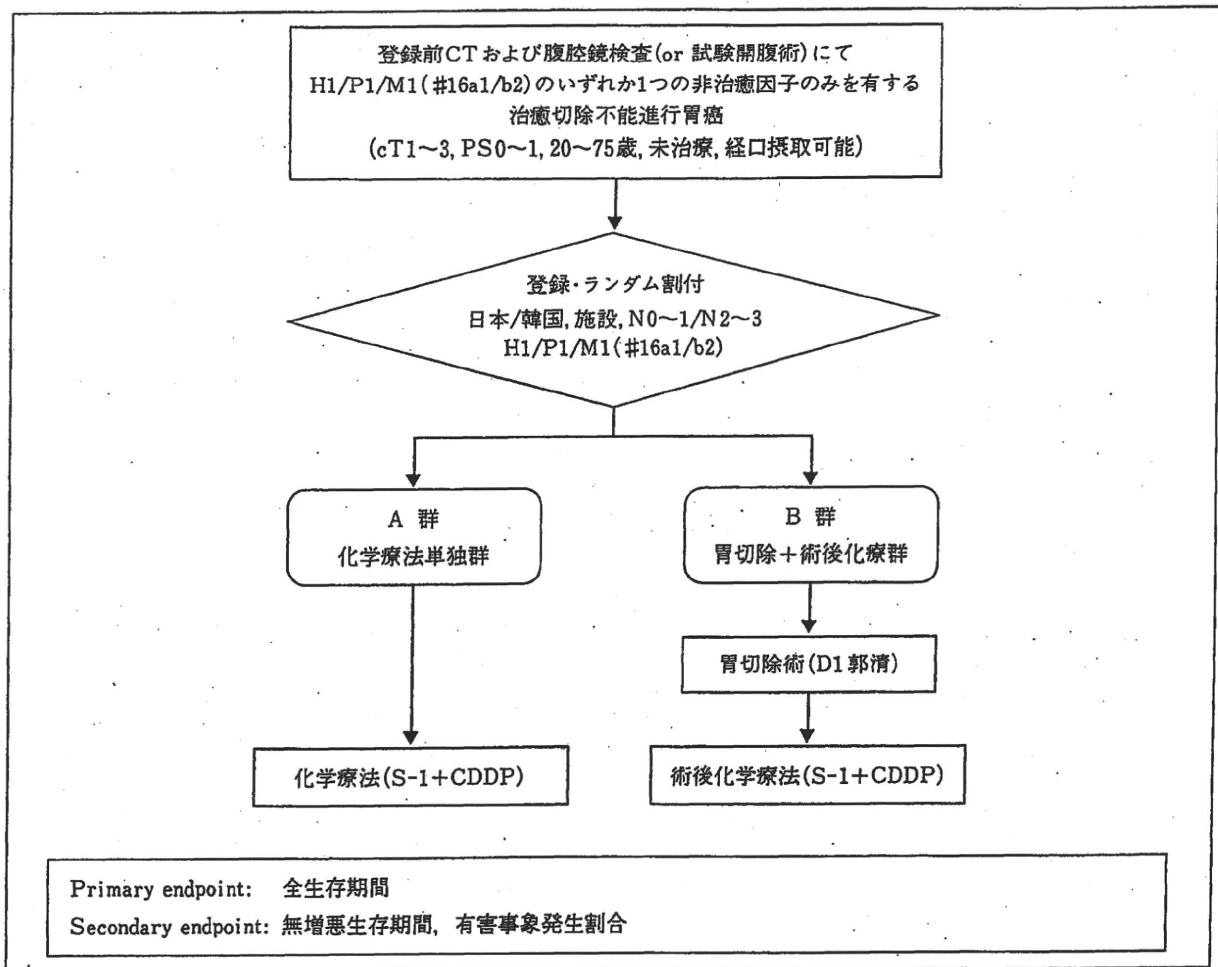 登録前CTおよび腹腔鏡検査(or 試験開腹術)にて
H1/P1/M1(#16a1/b2)のいずれか1つの非治癒因子のみを有する
治癒切除不能進行胃癌
(cT1〜3, PS0〜1, 20〜75歳, 未治療, 経口摂取可能)
登録・ランダム割付
日本/韓国, 施設, N0〜1/N2〜3
H1/P1/M1(#16a1/b2)
A 群
化学療法単独群
B 群
胃切除+術後化療群
胃切除術(D1郭清)
化学療法(S-1+CDDP)
術後化学療法(S-1+CDDP)
Primary endpoint: 全生存期間
Secondary endpoint: 無増悪生存期間, 有害事象発生割合